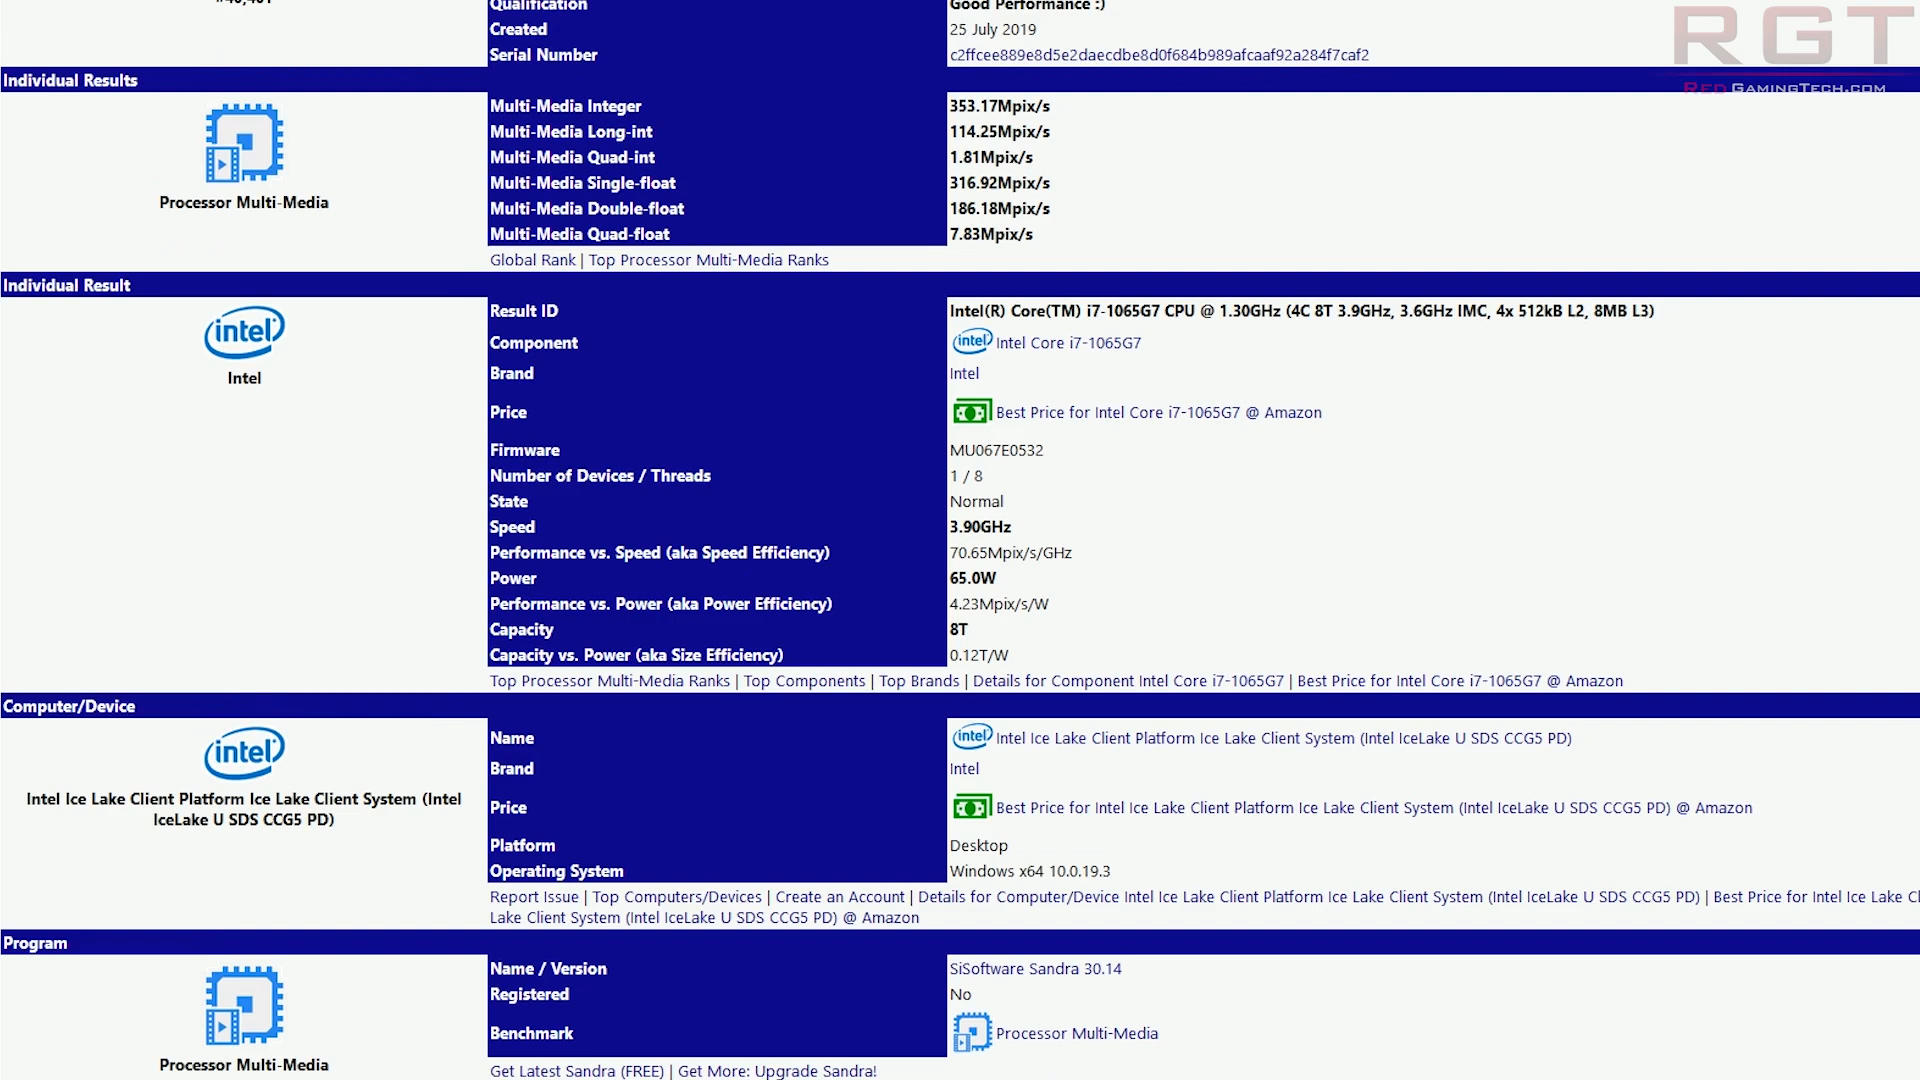 Qualification Good Performance :)
Created 25 July 2019
Serial Number c2ffcee889e8d5e2daecdbe8d0f684b989afcaaf92a284f7caf2
RGT
RedGamingTech.com
Individual Results
Multi-Media Integer 353.17Mpix/s
Multi-Media Long-int 114.25Mpix/s
Multi-Media Quad-int 1.81Mpix/s
Multi-Media Single-float 316.92Mpix/s
Processor Multi-Media
Multi-Media Double-float 186.18Mpix/s
Multi-Media Quad-float 7.83Mpix/s
Global Rank | Top Processor Multi-Media Ranks
Individual Result
Result ID Intel(R) Core(TM) i7-1065G7 CPU @ 1.30GHz (4C 8T 3.9GHz, 3.6GHz IMC, 4x 512kB L2, 8MB L3)
intel
Component intel Intel Core i7-1065G7
Intel
Brand Intel
Price Best Price for Intel Core i7-1065G7 @ Amazon
Firmware MU067E0532
Number of Devices / Threads 1 / 8
State Normal
Speed 3.90GHz
Performance vs. Speed (aka Speed Efficiency) 70.65Mpix/s/GHz
Power 65.0W
Performance vs. Power (aka Power Efficiency) 4.23Mpix/s/W
Capacity 8T
Capacity vs. Power (aka Size Efficiency) 0.12T/W
Top Processor Multi-Media Ranks | Top Components | Top Brands | Details for Component Intel Core i7-1065G7 | Best Price for Intel Core i7-1065G7 @ Amazon
Computer/Device
intel
Intel Ice Lake Client Platform Ice Lake Client System (Intel
IceLake U SDS CCG5 PD)
Name intel Intel Ice Lake Client Platform Ice Lake Client System (Intel IceLake U SDS CCG5 PD)
Brand Intel
Price Best Price for Intel Ice Lake Client Platform Ice Lake Client System (Intel IceLake U SDS CCG5 PD) @ Amazon
Platform Desktop
Operating System Windows x64 10.0.19.3
Report Issue | Top Computers/Devices | Create an Account | Details for Computer/Device Intel Ice Lake Client Platform Ice Lake Client System (Intel IceLake U SDS CCG5 PD) | Best Price for Intel Ice Lake Cl
Lake Client System (Intel IceLake U SDS CCG5 PD) @ Amazon
Program
Name / Version SiSoftware Sandra 30.14
Registered No
Benchmark Processor Multi-Media
Processor Multi-Media
Get Latest Sandra (FREE) | Get More: Upgrade Sandra!